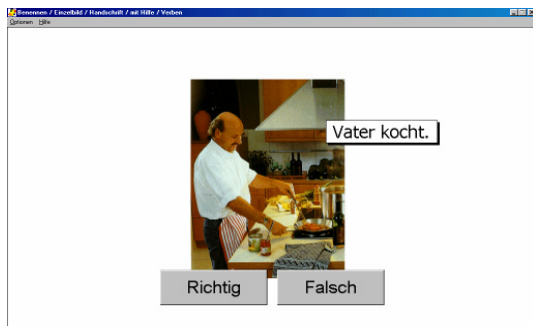 Benennen / Einzelbild / Handschrift / mit Hilfe / Verben
Optionen Hilfe
Vater kocht.
Richtig Falsch